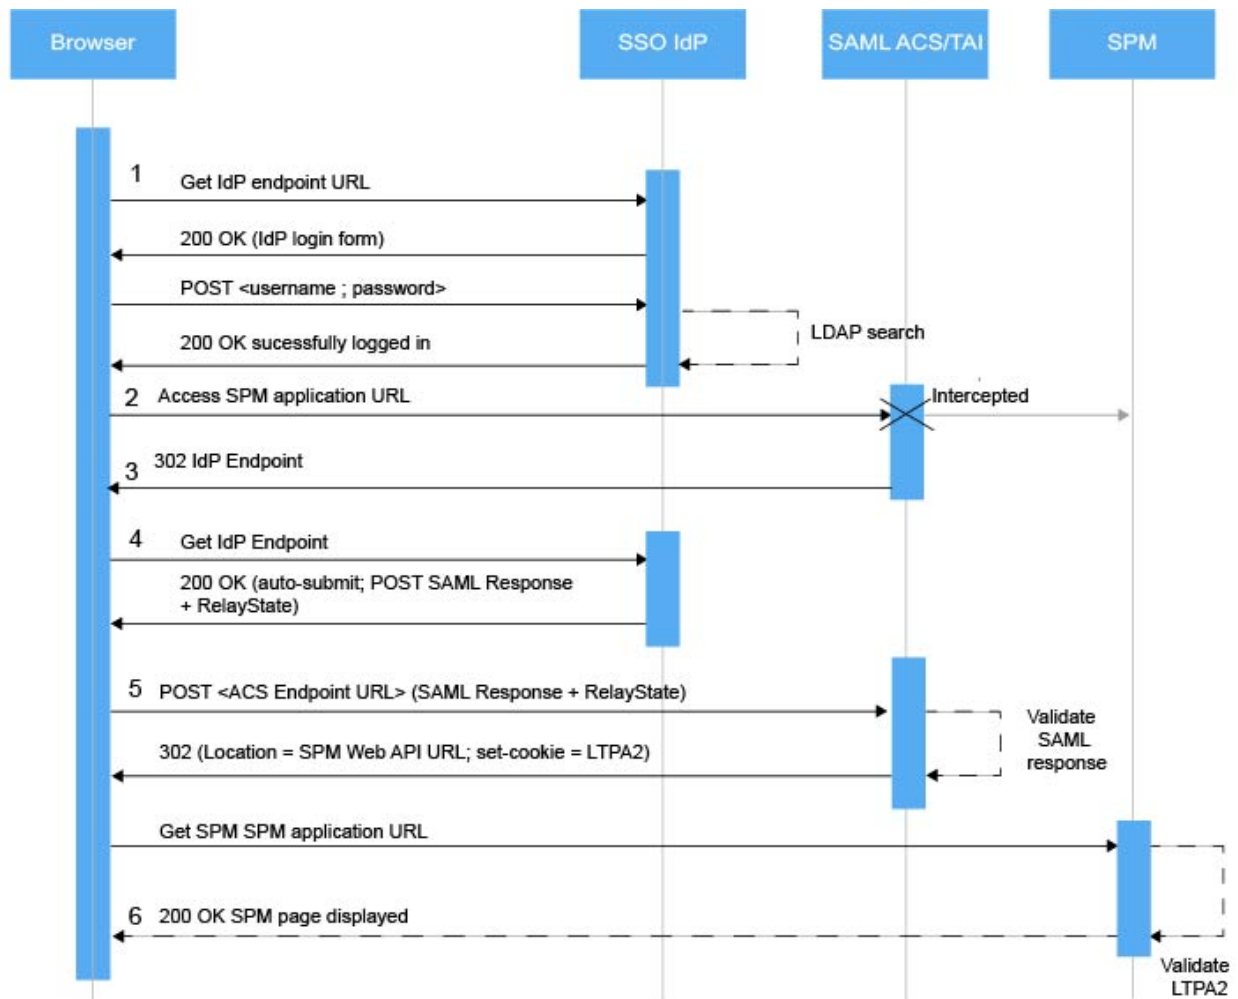 Browser
SSO IdP
SAML ACS/TAI
SPM
1
Get IdP endpoint URL
200 OK (IdP login form)
POST <username ; password>
LDAP search
200 OK sucessfully logged in
2
Access SPM application URL
Intercepted
3
302 IdP Endpoint
4
Get IdP Endpoint
200 OK (auto-submit; POST SAML Response
+ RelayState)
5
POST <ACS Endpoint URL> (SAML Response + RelayState)
Validate
SAML
response
302 (Location = SPM Web API URL; set-cookie = LTPA2)
Get SPM SPM application URL
6
200 OK SPM page displayed
Validate
LTPA2